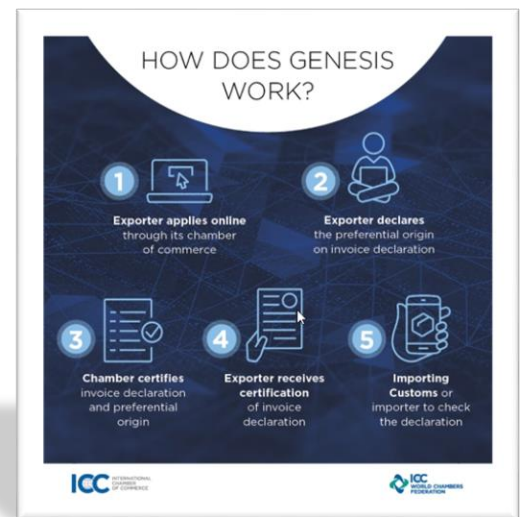 HOW DOES GENESIS
WORK?
1
Exporter applies online
through its chamber
of commerce
2
Exporter declares
the preferential origin
on invoice declaration
3
Chamber certifies
invoice declaration
and preferential
origin
4
Exporter receives
certification
of invoice
declaration
5
Importing
Customs or
importer to check
the declaration
ICC
INTERNATIONAL
CHAMBER
OF COMMERCE
ICC
WORLD CHAMBERS
FEDERATION